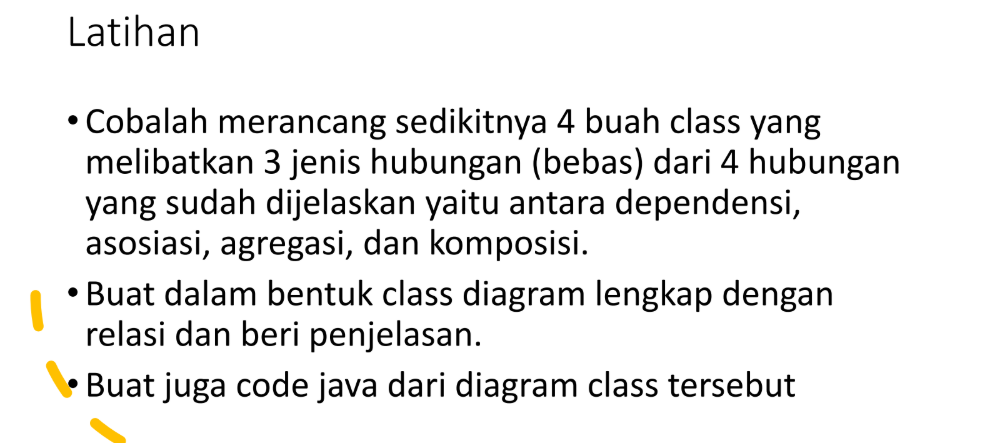 Latihan
• Cobalah merancang sedikitnya 4 buah class yang
melibatkan 3 jenis hubungan (bebas) dari 4 hubungan
yang sudah dijelaskan yaitu antara dependensi,
asosiasi, agregasi, dan komposisi.
• Buat dalam bentuk class diagram lengkap dengan
relasi dan beri penjelasan.
• Buat juga code java dari diagram class tersebut